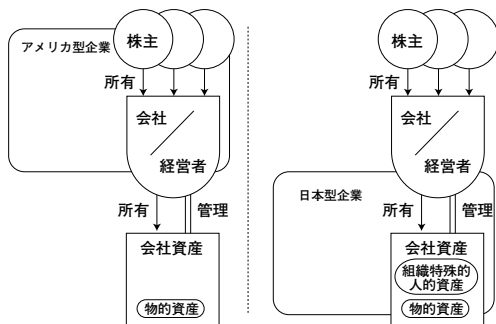 アメリカ型企業
株主
所有
会社
経営者
所有
管理
会社資産
物的資産
株主
所有
会社
経営者
日本型企業
所有
管理
会社資産
組織特殊的
人的資産
物的資産